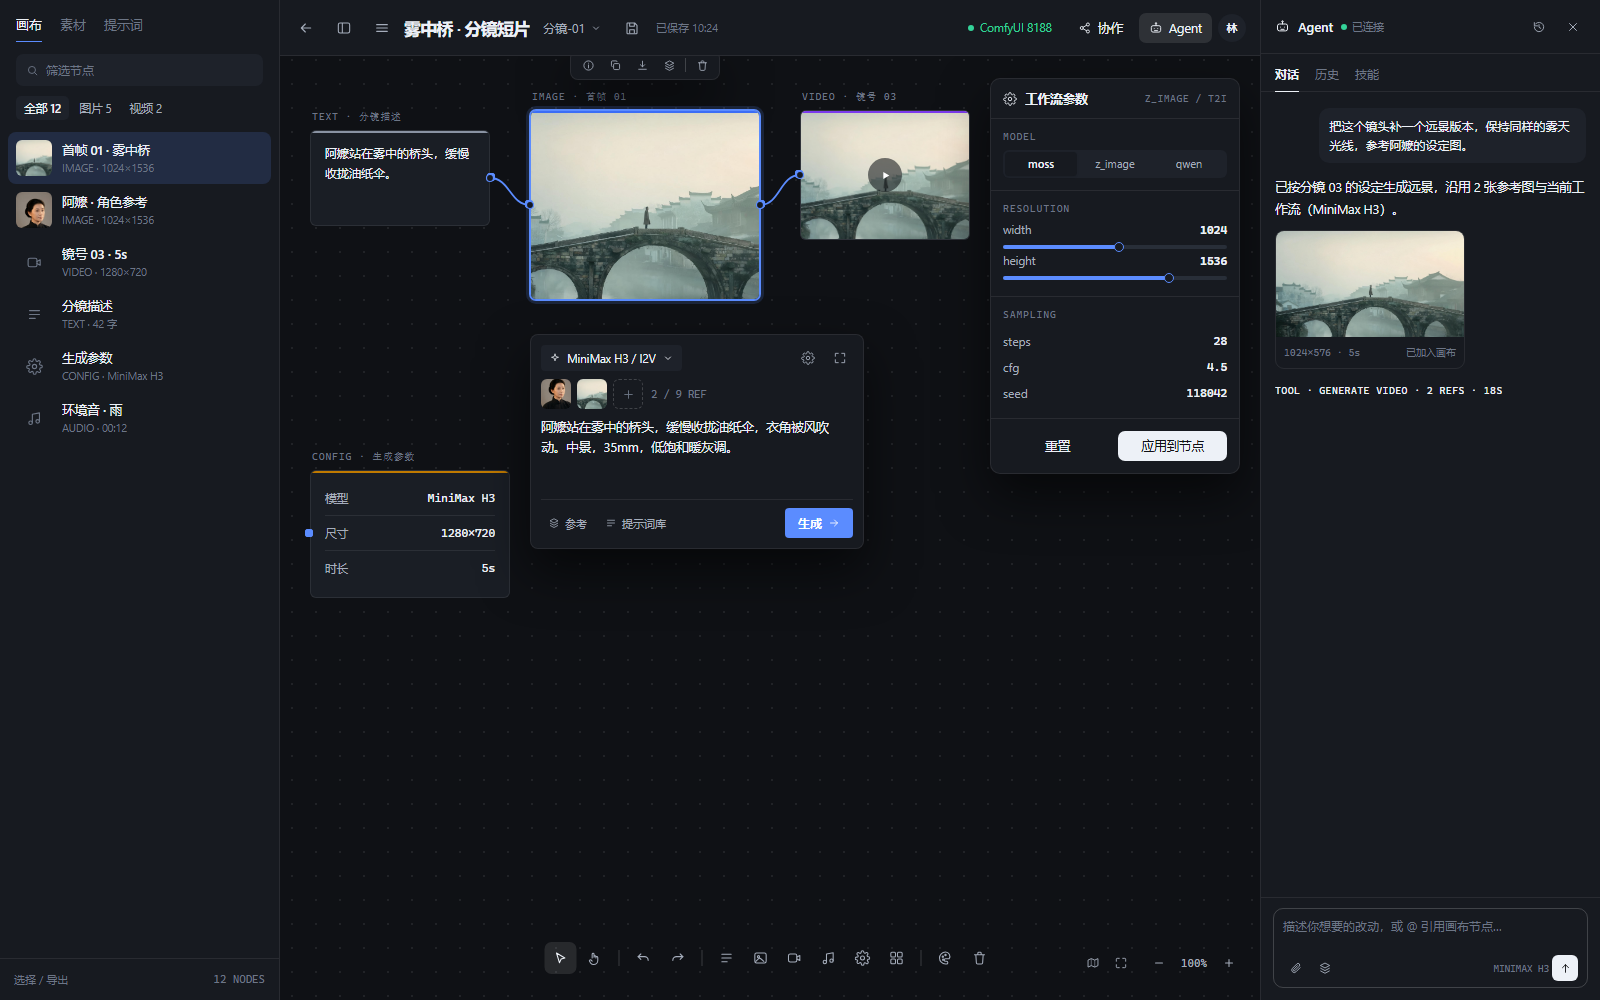 画布 素材 提示词
筛选节点
全部 12 图片 5 视频 2
首帧 01 · 雾中桥
IMAGE · 1024×1536
阿嬷 · 角色参考
IMAGE · 1024×1536
镜号 03 · 5s
VIDEO · 1280×720
分镜描述
TEXT · 42 字
生成参数
CONFIG · MiniMax H3
环境音 · 雨
AUDIO · 00:12
选择 / 导出 12 NODES
雾中桥 · 分镜短片 分镜-01 已保存 10:24
ComfyUI 8188 协作 Agent 林
TEXT · 分镜描述
阿嬷站在雾中的桥头，缓慢
收拢油纸伞。
IMAGE · 首帧 01
VIDEO · 镜号 03
CONFIG · 生成参数
模型 MiniMax H3
尺寸 1280×720
时长 5s
MiniMax H3 / I2V
2 / 9 REF
阿嬷站在雾中的桥头，缓慢收拢油纸伞，衣角被风吹
动。中景，35mm，低饱和暖灰调。
参考 提示词库 生成
工作流参数 Z_IMAGE / T2I
MODEL
moss z_image qwen
RESOLUTION
width 1024
height 1536
SAMPLING
steps 28
cfg 4.5
seed 118042
重置 应用到节点
100%
Agent 已连接
对话 历史 技能
把这个镜头补一个远景版本，保持同样的雾天
光线，参考阿嬷的设定图。
已按分镜 03 的设定生成远景，沿用 2 张参考图与当前工
作流（MiniMax H3）。
1024×576 · 5s 已加入画布
TOOL · GENERATE VIDEO · 2 REFS · 18S
描述你想要的改动，或 @ 引用画布节点...
MINIMAX H3